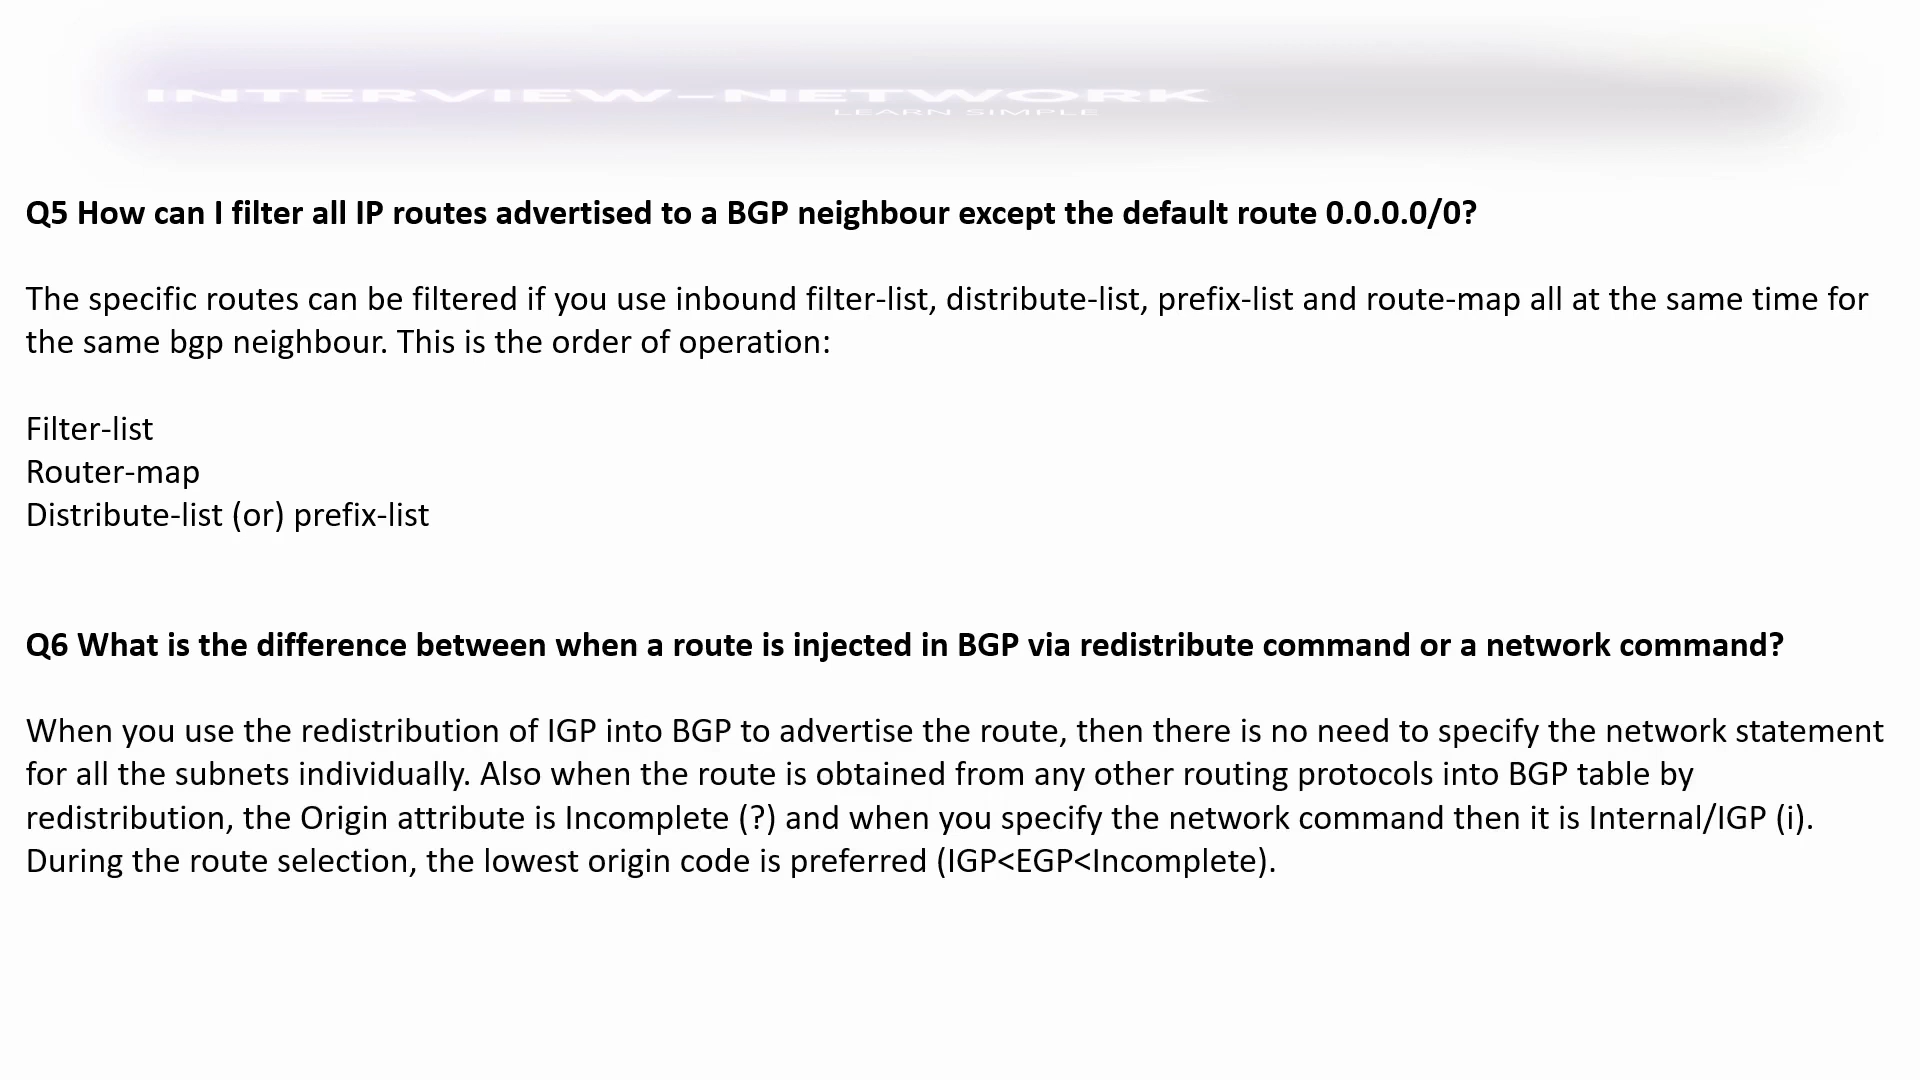 INTERVIEW-NETWORK
LEARN SIMPLE
Q5 How can I filter all IP routes advertised to a BGP neighbour except the default route 0.0.0.0/0?
The specific routes can be filtered if you use inbound filter-list, distribute-list, prefix-list and route-map all at the same time for
the same bgp neighbour. This is the order of operation:
Filter-list
Router-map
Distribute-list (or) prefix-list
Q6 What is the difference between when a route is injected in BGP via redistribute command or a network command?
When you use the redistribution of IGP into BGP to advertise the route, then there is no need to specify the network statement
for all the subnets individually. Also when the route is obtained from any other routing protocols into BGP table by
redistribution, the Origin attribute is Incomplete (?) and when you specify the network command then it is Internal/IGP (i).
During the route selection, the lowest origin code is preferred (IGP<EGP<Incomplete).